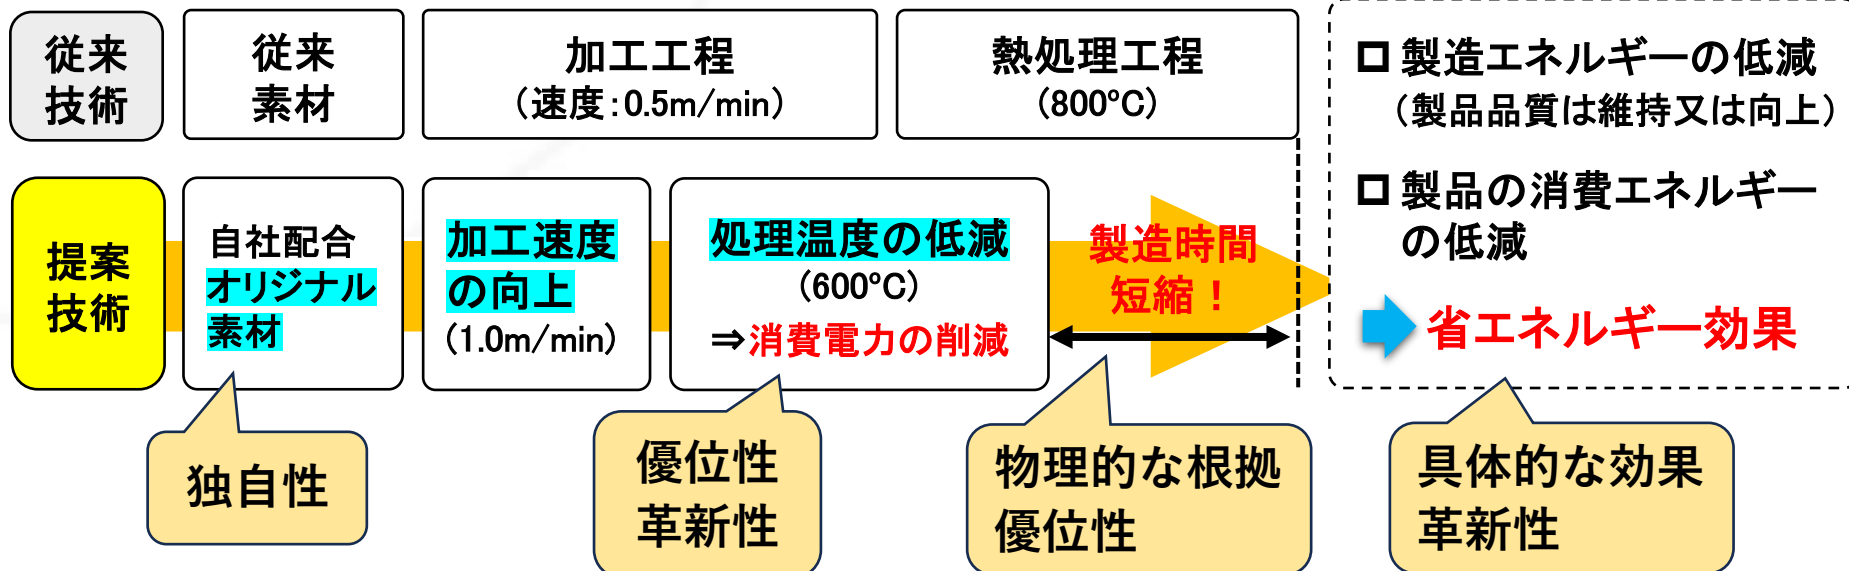 従来
技術
従来
素材
加工工程
（速度：0.5m/min）
熱処理工程
（800℃）
提案
技術
自社配合
オリジナル
素材
加工速度
の向上
（1.0m/min）
処理温度の低減
（600℃）
⇒消費電力の削減
製造時間
短縮！
製造エネルギーの低減
（製品品質は維持又は向上）
製品の消費エネルギー
の低減
省エネルギー効果
独自性
優位性
革新性
物理的な根拠
優位性
具体的な効果
革新性